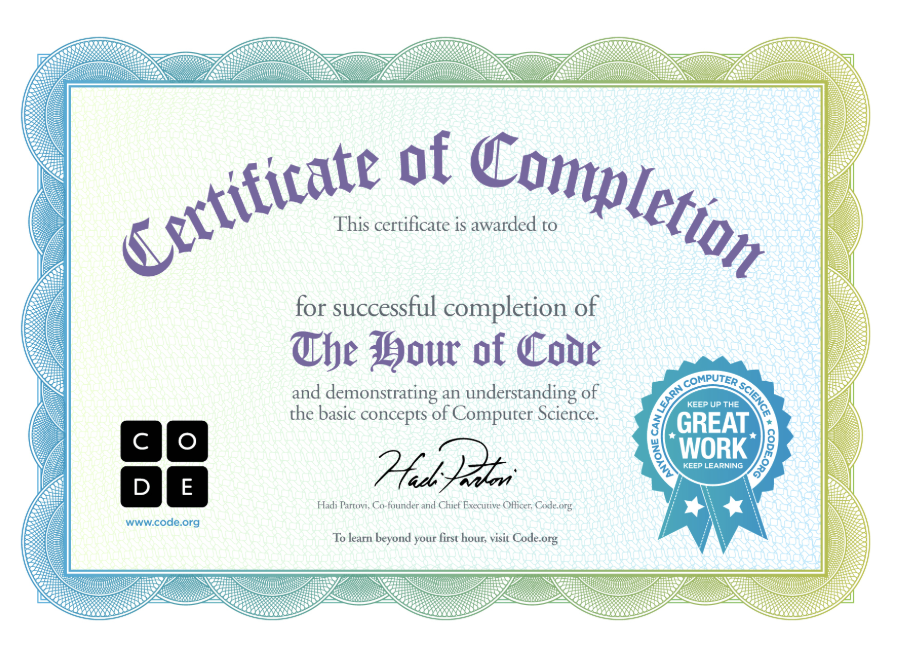 Certificate of Completion
This certificate is awarded to
for successful completion of
The Hour of Code
and demonstrating an understanding of
the basic concepts of Computer Science.
C O
D E
www.code.org
Hadi Partovi
Hadi Partovi, Co-founder and Chief Executive Officer, Code.org
To learn beyond your first hour, visit Code.org
ANYONE CAN LEARN COMPUTER SCIENCE ★ CODE.ORG ★
KEEP UP THE
GREAT
WORK
KEEP LEARNING